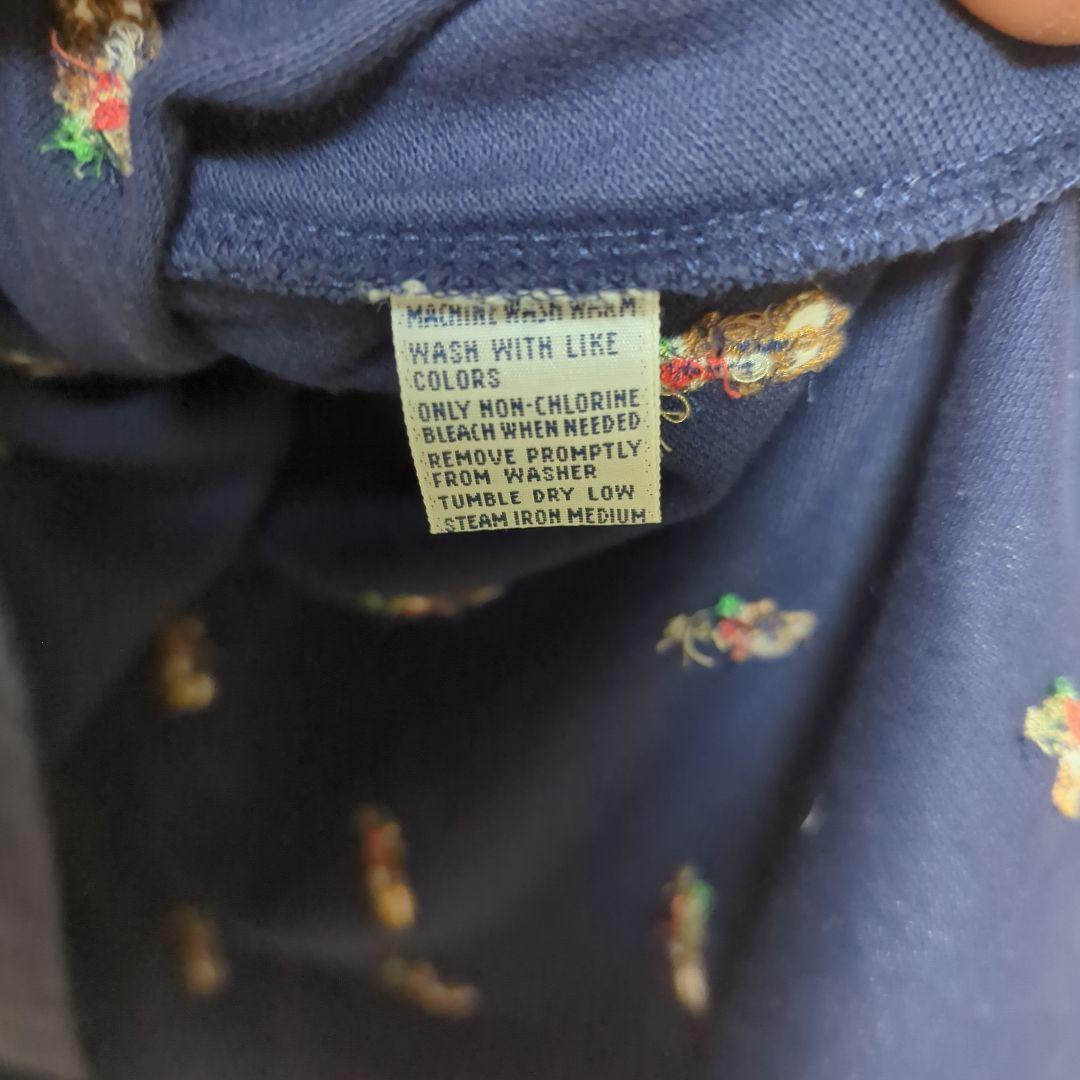 MACHINE WASH WARM
WASH WITH LIKE
COLORS
ONLY NON-CHLORINE
BLEACH WHEN NEEDED
REMOVE PROMPTLY
FROM WASHER
TUMBLE DRY LOW
STEAM IRON MEDIUM